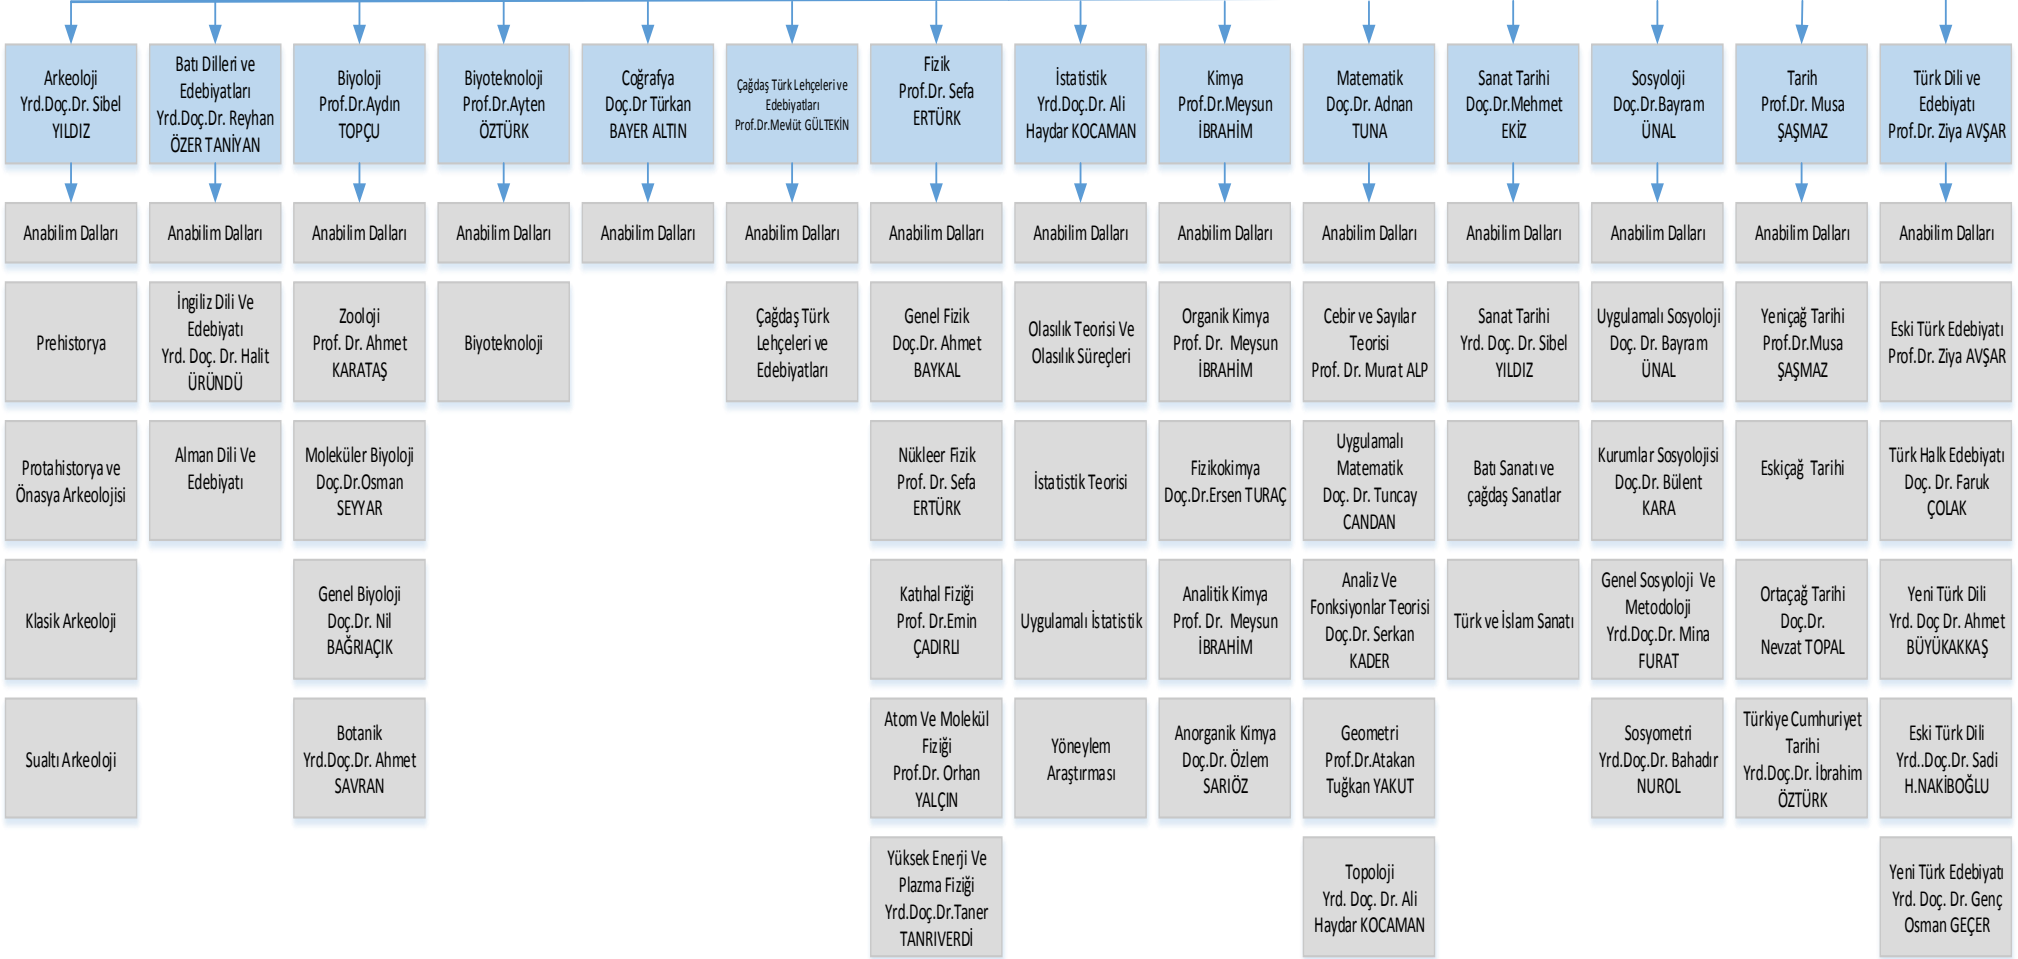 Arkeoloji
Yrd.Doç.Dr. Sibel
YILDIZ
Batı Dilleri ve
Edebiyatları
Yrd.Doç.Dr. Reyhan
ÖZER TANİYAN
Biyoloji
Prof.Dr.Aydın
TOPÇU
Biyoteknoloji
Prof.Dr.Ayten
ÖZTÜRK
Coğrafya
Doç.Dr Türkan
BAYER ALTIN
Çağdaş Türk Lehçeleri ve
Edebiyatları
Prof.Dr.Mevlüt GÜLTEKİN
Fizik
Prof.Dr. Sefa
ERTÜRK
İstatistik
Yrd.Doç.Dr. Ali
Haydar KOCAMAN
Kimya
Prof.Dr.Meysun
İBRAHİM
Matematik
Doç.Dr. Adnan
TUNA
Sanat Tarihi
Doç.Dr.Mehmet
EKİZ
Sosyoloji
Doç.Dr.Bayram
ÜNAL
Tarih
Prof.Dr. Musa
ŞAŞMAZ
Türk Dili ve
Edebiyatı
Prof.Dr. Ziya AVŞAR
Anabilim Dalları
Anabilim Dalları
Anabilim Dalları
Anabilim Dalları
Anabilim Dalları
Anabilim Dalları
Anabilim Dalları
Anabilim Dalları
Anabilim Dalları
Anabilim Dalları
Anabilim Dalları
Anabilim Dalları
Anabilim Dalları
Anabilim Dalları
Prehistorya
İngiliz Dili Ve
Edebiyatı
Yrd. Doç. Dr. Halit
ÜRÜNDÜ
Zooloji
Prof. Dr. Ahmet
KARATAŞ
Biyoteknoloji
Çağdaş Türk
Lehçeleri ve
Edebiyatları
Genel Fizik
Doç.Dr. Ahmet
BAYKAL
Olasılık Teorisi Ve
Olasılık Süreçleri
Organik Kimya
Prof. Dr. Meysun
İBRAHİM
Cebir ve Sayılar
Teorisi
Prof. Dr. Murat ALP
Sanat Tarihi
Yrd. Doç. Dr. Sibel
YILDIZ
Uygulamalı Sosyoloji
Doç. Dr. Bayram
ÜNAL
Yeniçağ Tarihi
Prof.Dr.Musa
ŞAŞMAZ
Eski Türk Edebiyatı
Prof.Dr. Ziya AVŞAR
Protahistorya ve
Önasya Arkeolojisi
Alman Dili Ve
Edebiyatı
Moleküler Biyoloji
Doç.Dr.Osman
SEYYAR
Nükleer Fizik
Prof. Dr. Sefa
ERTÜRK
İstatistik Teorisi
Fizikokimya
Doç.Dr.Ersen TURAÇ
Uygulamalı
Matematik
Doç. Dr. Tuncay
CANDAN
Batı Sanatı ve
çağdaş Sanatlar
Kurumlar Sosyolojisi
Doç.Dr. Bülent
KARA
Eskiçağ Tarihi
Türk Halk Edebiyatı
Doç. Dr. Faruk
ÇOLAK
Klasik Arkeoloji
Genel Biyoloji
Doç.Dr. Nil
BAĞRIAÇIK
Katıhal Fiziği
Prof. Dr.Emin
ÇADIRLI
Uygulamalı İstatistik
Analitik Kimya
Prof. Dr. Meysun
İBRAHİM
Analiz Ve
Fonksiyonlar Teorisi
Doç.Dr. Serkan
KADER
Türk ve İslam Sanatı
Genel Sosyoloji Ve
Metodoloji
Yrd.Doç.Dr. Mina
FURAT
Ortaçağ Tarihi
Doç.Dr.
Nevzat TOPAL
Yeni Türk Dili
Yrd. Doç Dr. Ahmet
BÜYÜKAKKAŞ
Sualtı Arkeoloji
Botanik
Yrd.Doç.Dr. Ahmet
SAVRAN
Atom Ve Molekül
Fiziği
Prof.Dr. Orhan
YALÇIN
Yöneylem
Araştırması
Anorganik Kimya
Doç.Dr. Özlem
SARIÖZ
Geometri
Prof.Dr.Atakan
Tuğkan YAKUT
Sosyometri
Yrd.Doç.Dr. Bahadır
NUROL
Türkiye Cumhuriyet
Tarihi
Yrd.Doç.Dr. İbrahim
ÖZTÜRK
Eski Türk Dili
Yrd..Doç.Dr. Sadi
H.NAKİBOĞLU
Yüksek Enerji Ve
Plazma Fiziği
Yrd.Doç.Dr.Taner
TANRIVERDİ
Topoloji
Yrd. Doç. Dr. Ali
Haydar KOCAMAN
Yeni Türk Edebiyatı
Yrd. Doç. Dr. Genç
Osman GEÇER